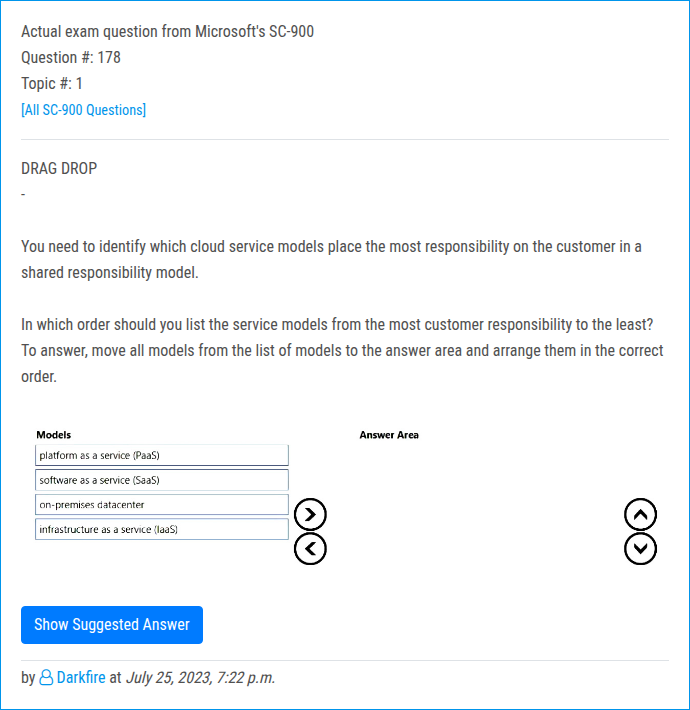 Actual exam question from Microsoft's SC-900
Question #: 178
Topic #: 1
[All SC-900 Questions]
DRAG DROP
-
You need to identify which cloud service models place the most responsibility on the customer in a
shared responsibility model.
In which order should you list the service models from the most customer responsibility to the least?
To answer, move all models from the list of models to the answer area and arrange them in the correct
order.
Models
platform as a service (PaaS)
software as a service (SaaS)
on-premises datacenter
infrastructure as a service (IaaS)
Answer Area
Show Suggested Answer
by Darkfire at July 25, 2023, 7:22 p.m.